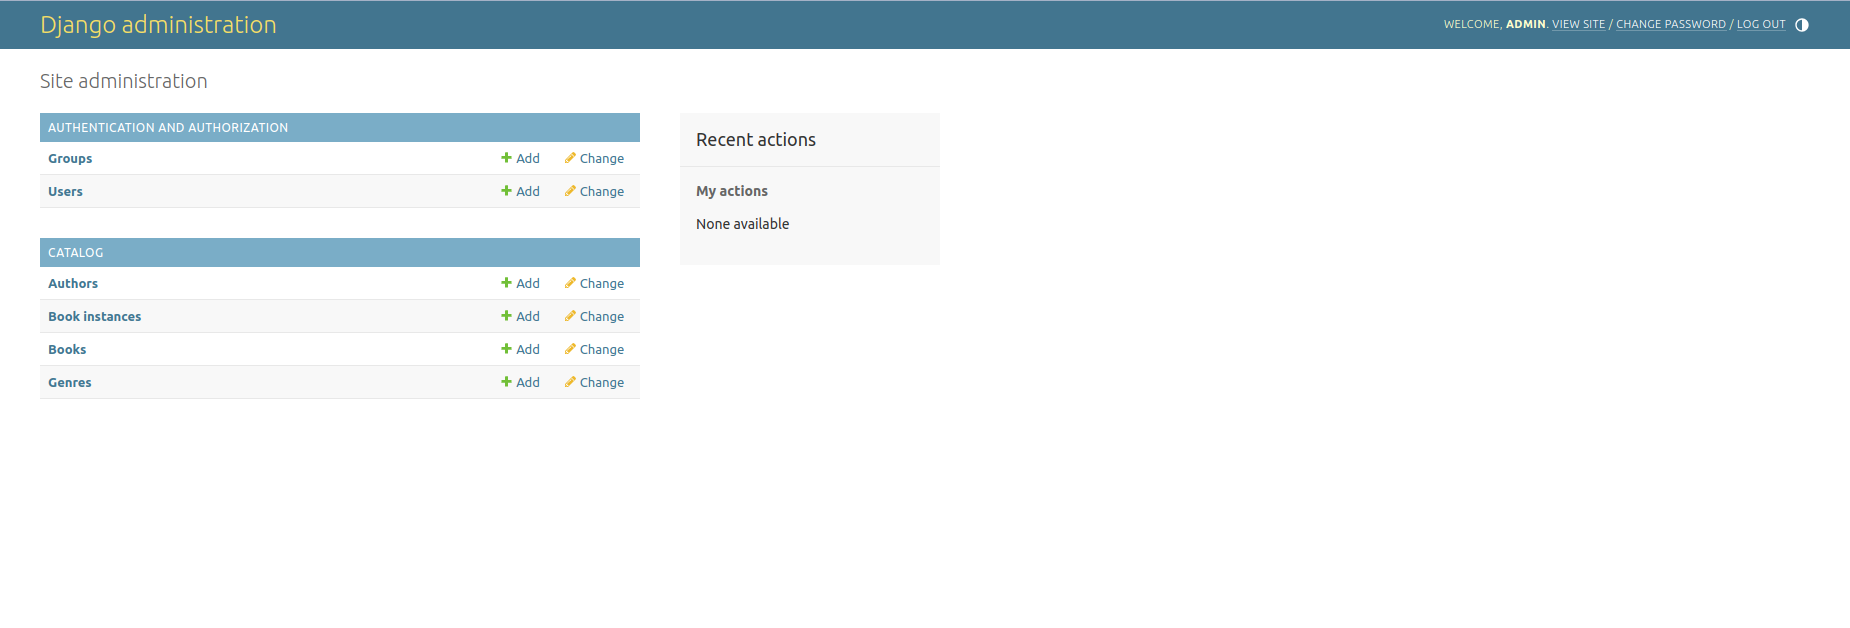 Django administration
WELCOME, ADMIN. VIEW SITE / CHANGE PASSWORD / LOG OUT
Site administration
AUTHENTICATION AND AUTHORIZATION
Groups Add Change
Users Add Change
CATALOG
Authors Add Change
Book instances Add Change
Books Add Change
Genres Add Change
Recent actions
My actions
None available